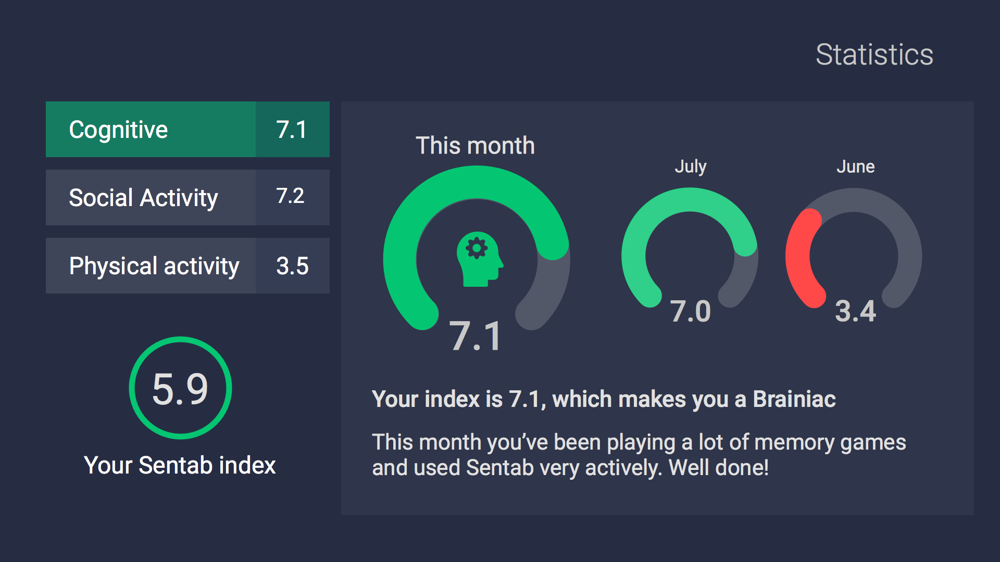 Statistics
Cognitive 7.1
Social Activity 7.2
Physical activity 3.5
5.9
Your Sentab index
This month
7.1
July
7.0
June
3.4
Your index is 7.1, which makes you a Brainiac
This month you’ve been playing a lot of memory games
and used Sentab very actively. Well done!